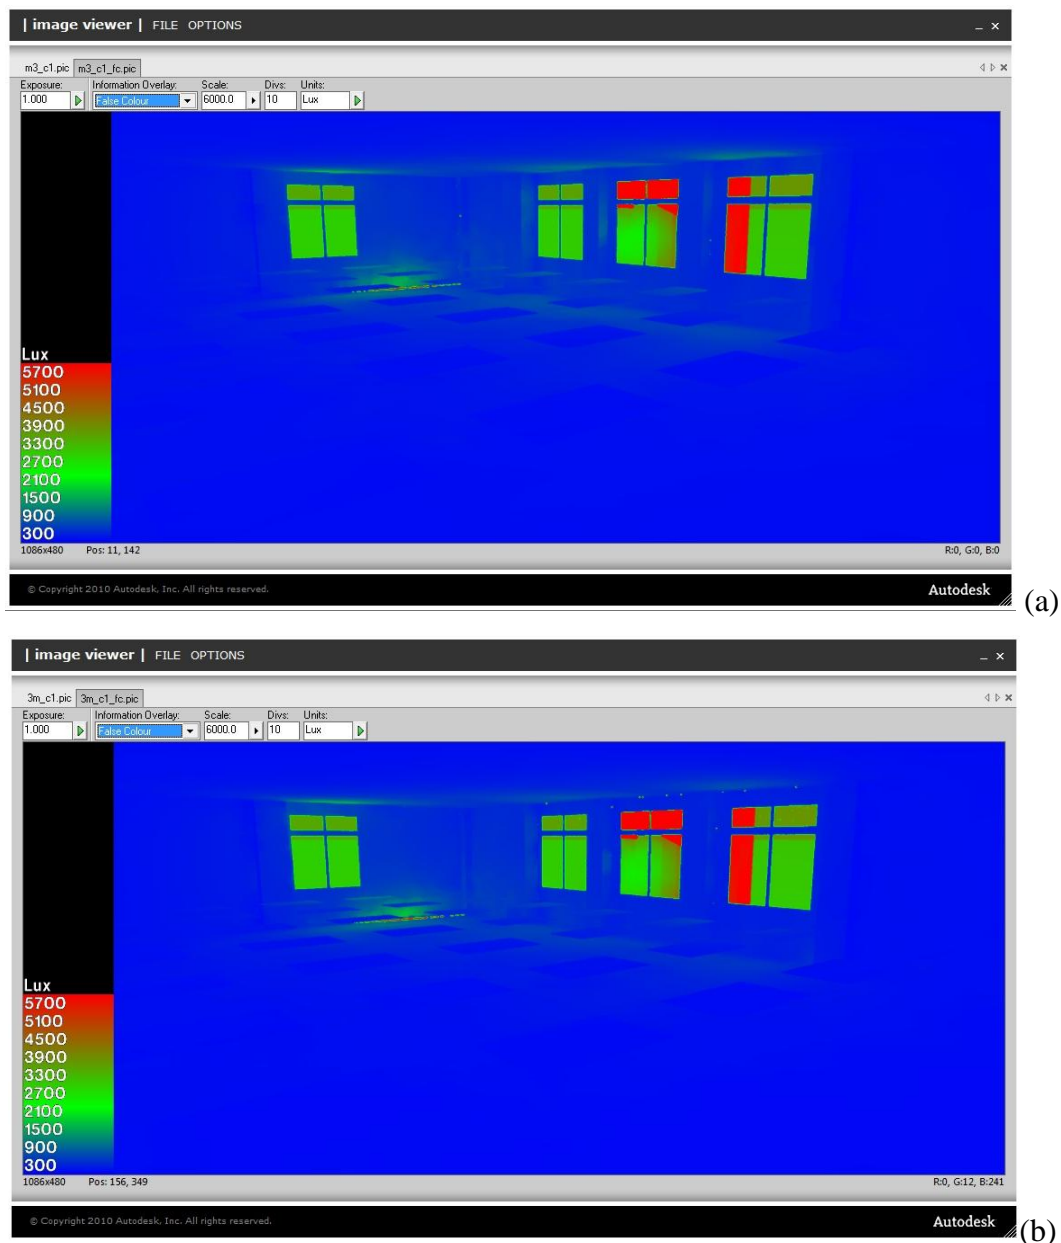 | image viewer | FILE OPTIONS
m3_c1.pic m3_c1_fc.pic
Exposure: Information Overlay: Scale: Divs: Units:
1.000 False Colour 6000.0 10 Lux
Lux
5700
5100
4500
3900
3300
2700
2100
1500
900
300
1086x480 Pos: 11, 142 R:0, G:0, B:0
© Copyright 2010 Autodesk, Inc. All rights reserved. Autodesk
(a)
| image viewer | FILE OPTIONS
3m_c1.pic 3m_c1_fc.pic
Exposure: Information Overlay: Scale: Divs: Units:
1.000 False Colour 6000.0 10 Lux
Lux
5700
5100
4500
3900
3300
2700
2100
1500
900
300
1086x480 Pos: 156, 349 R:0, G:12, B:241
© Copyright 2010 Autodesk, Inc. All rights reserved. Autodesk
(b)